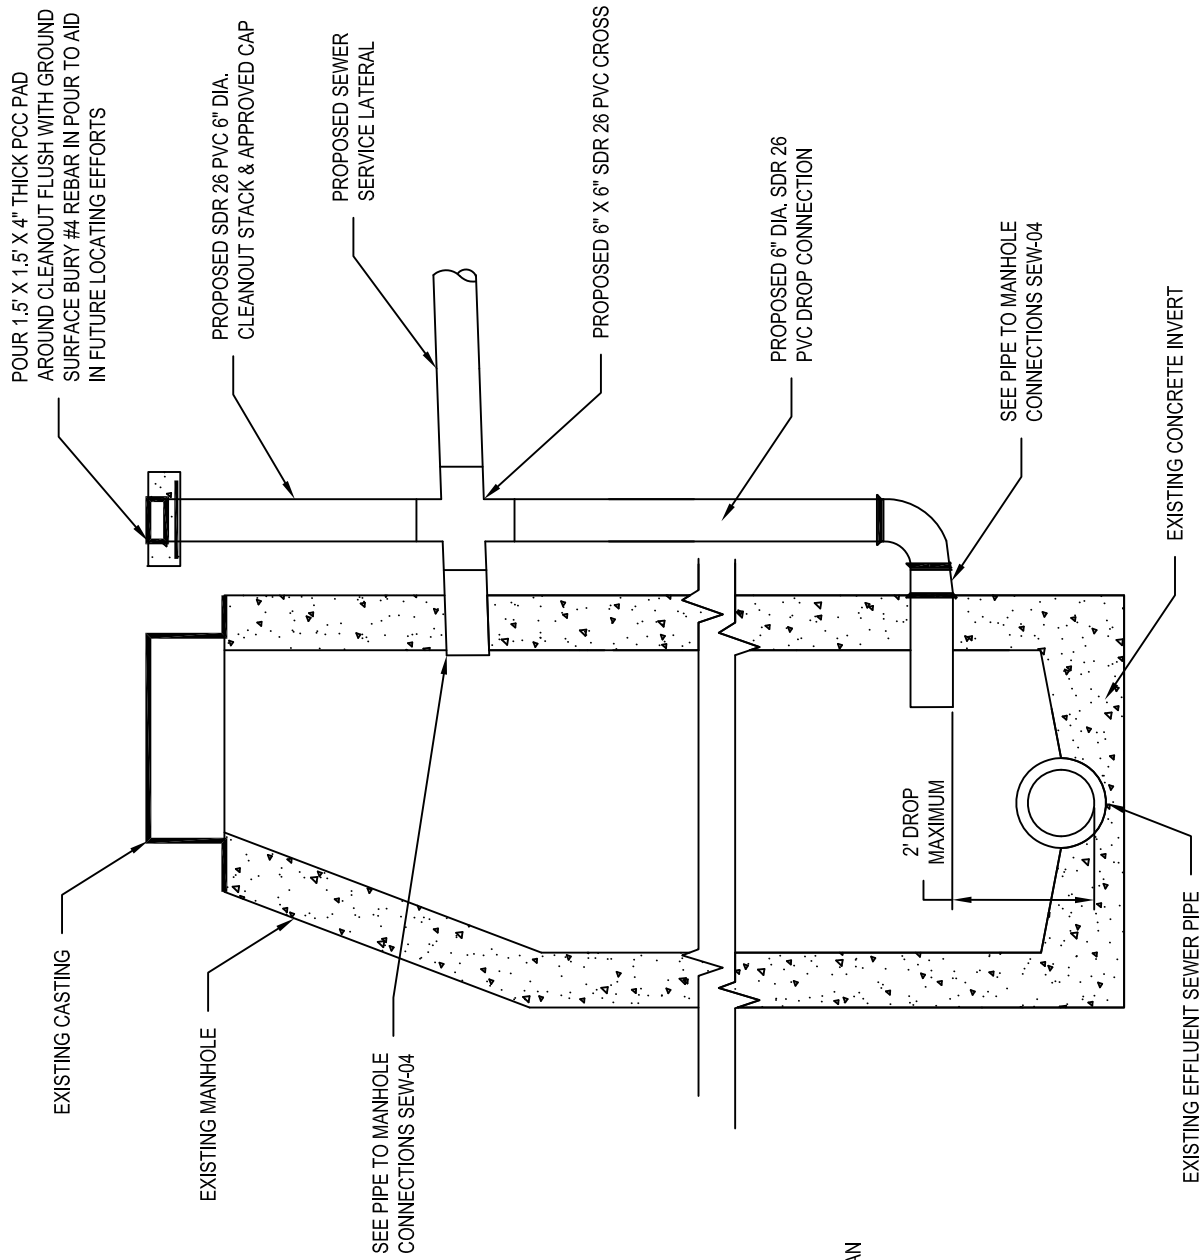 POUR 1.5' X 1.5' X 4" THICK PCC PAD
AROUND CLEANOUT FLUSH WITH GROUND
SURFACE BURY #4 REBAR IN POUR TO AID
IN FUTURE LOCATING EFFORTS
PROPOSED SDR 26 PVC 6" DIA.
CLEANOUT STACK & APPROVED CAP
PROPOSED SEWER
SERVICE LATERAL
PROPOSED 6" X 6" SDR 26 PVC CROSS
PROPOSED 6" DIA. SDR 26
PVC DROP CONNECTION
SEE PIPE TO MANHOLE
CONNECTIONS SEW-04
EXISTING CONCRETE INVERT
EXISTING CASTING
EXISTING MANHOLE
SEE PIPE TO MANHOLE
CONNECTIONS SEW-04
2' DROP
MAXIMUM
EXISTING EFFLUENT SEWER PIPE
AN